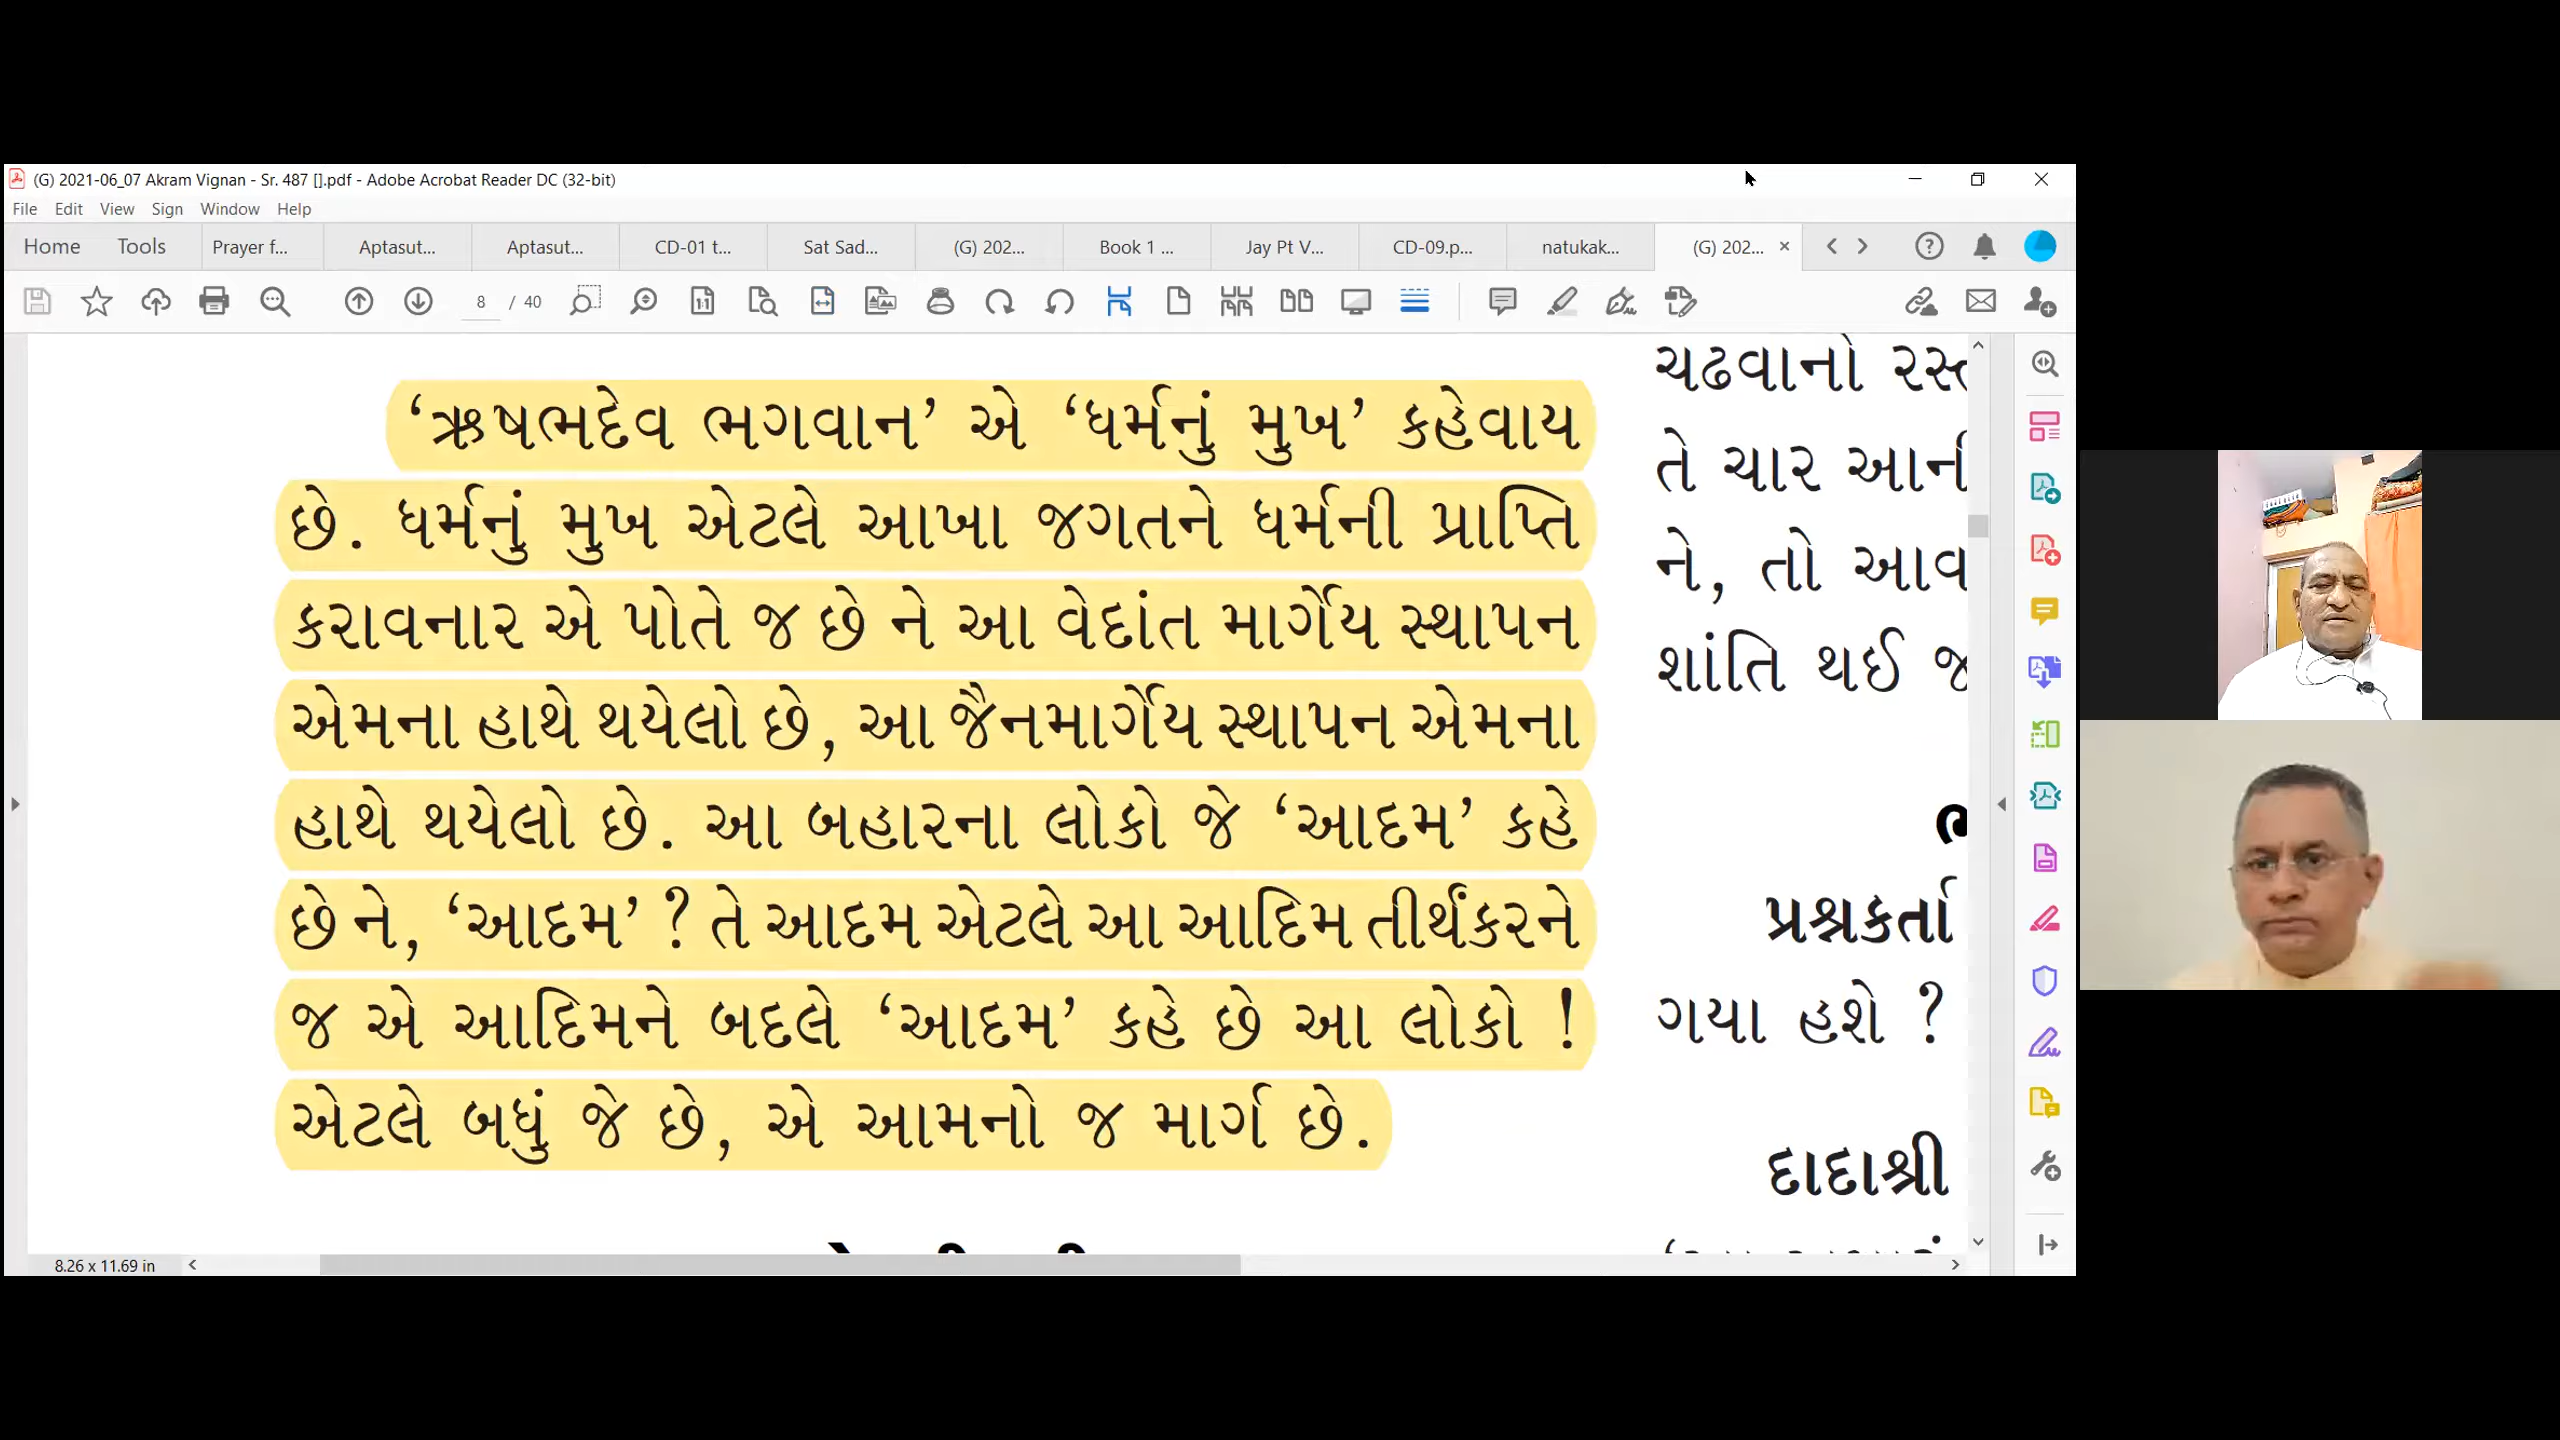 (G) 2021-06_07 Akram Vignan - Sr. 487 [].pdf - Adobe Acrobat Reader DC (32-bit)
File Edit View Sign Window Help
Home Tools Prayer f... Aptasut... Aptasut... CD-01 t... Sat Sad... (G) 202... Book 1 ... Jay Pt V... CD-09.p... natukak... (G) 202...
8 / 40
‘ઋષભદેવ ભગવાન’ એ ‘ધર્મનું મુખ’ કહેવાય
છે. ધર્મનું મુખ એટલે આખા જગતને ધર્મની પ્રાપ્તિ
કરાવનાર એ પોતે જ છે ને આ વેદાંત માર્ગેય સ્થાપન
એમના હાથે થયેલો છે, આ જૈનમાર્ગેય સ્થાપન એમના
હાથે થયેલો છે. આ બહારના લોકો જે ‘આદમ’ કહે
છે ને, ‘આદમ’ ? તે આદમ એટલે આ આદિમ તીર્થંકરને
જ એ આદિમને બદલે ‘આદમ’ કહે છે આ લોકો !
એટલે બધું જે છે, એ આમનો જ માર્ગ છે.
ચઢવાનો
તે ચાર
ને, તો
શાંતિ થઈ
પ્રશ્નકર્તા
ગયા હશે ?
દાદાશ્રી
8.26 x 11.69 in